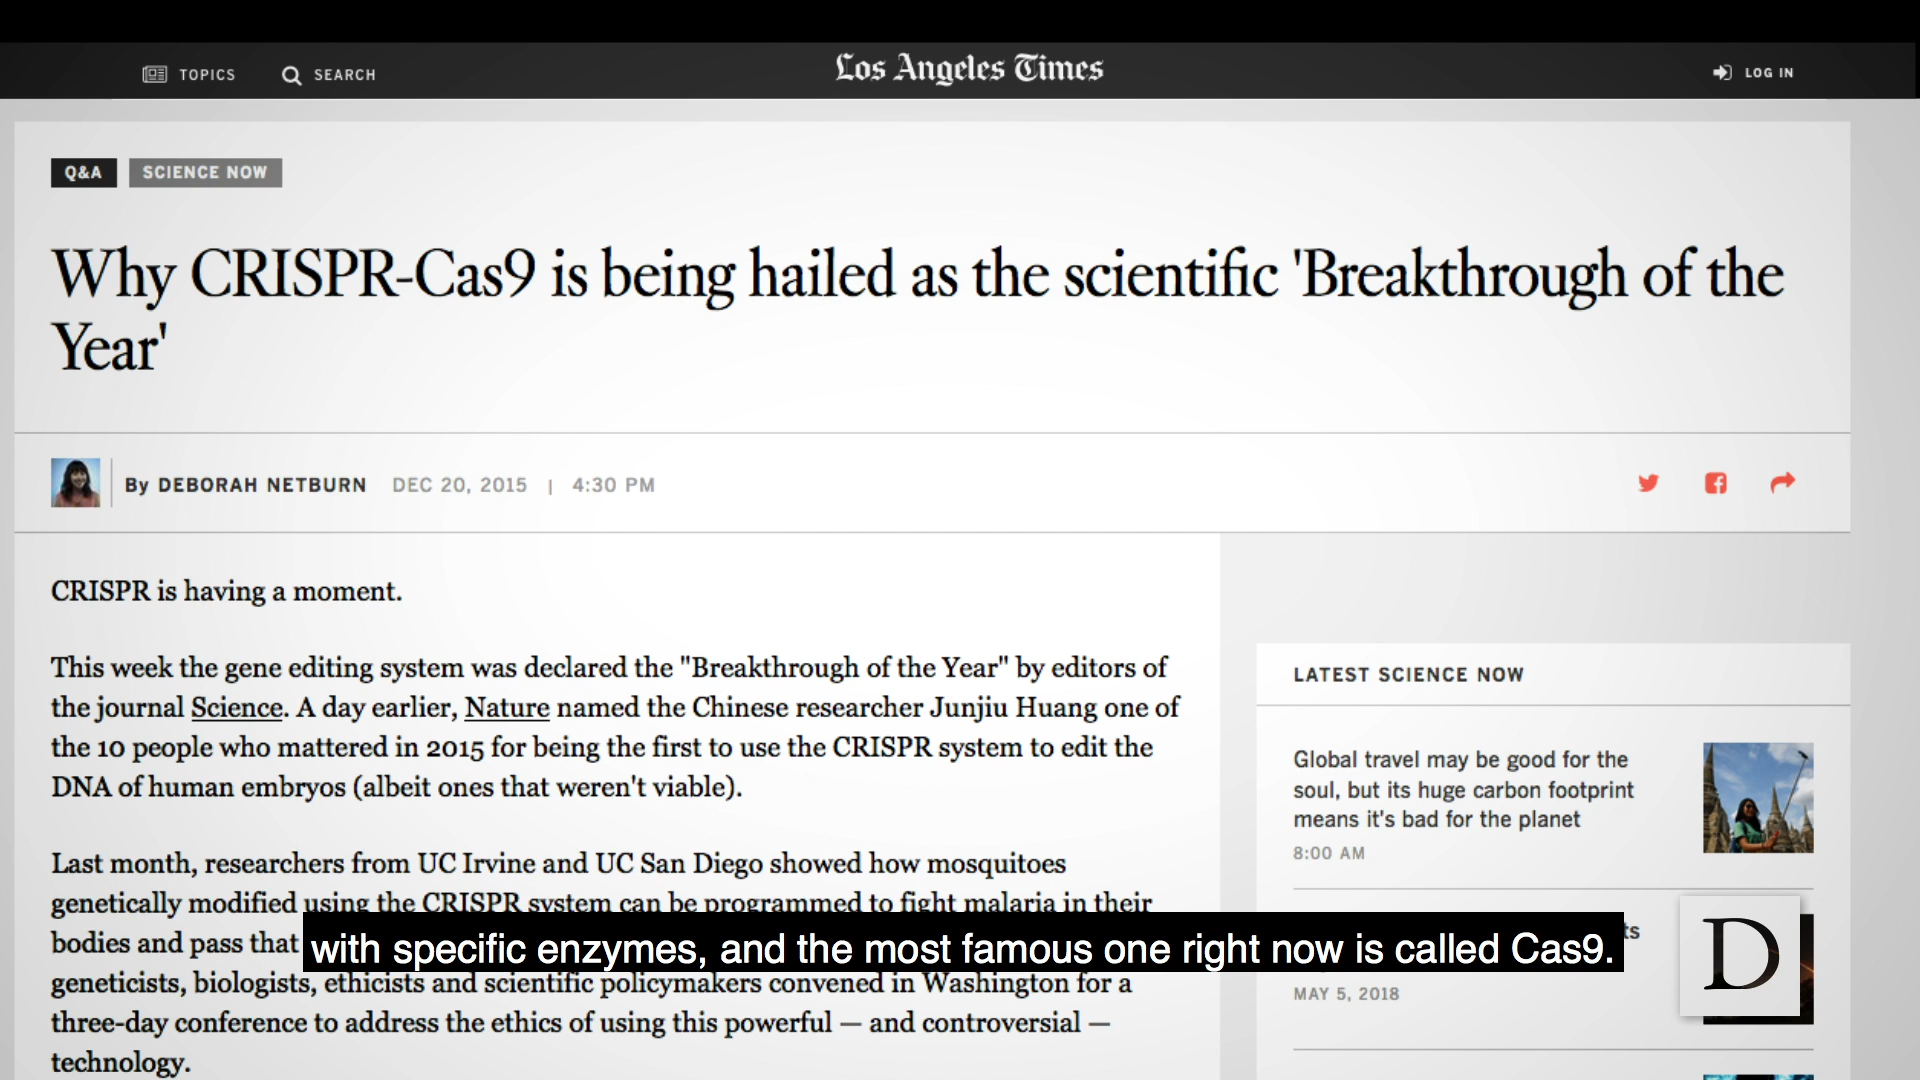 TOPICS SEARCH Los Angeles Times LOG IN
Q&A SCIENCE NOW
Why CRISPR-Cas9 is being hailed as the scientific 'Breakthrough of the
Year'
By DEBORAH NETBURN DEC 20, 2015 | 4:30 PM
CRISPR is having a moment.
This week the gene editing system was declared the "Breakthrough of the Year" by editors of
the journal Science. A day earlier, Nature named the Chinese researcher Junjiu Huang one of
the 10 people who mattered in 2015 for being the first to use the CRISPR system to edit the
DNA of human embryos (albeit ones that weren't viable).
Last month, researchers from UC Irvine and UC San Diego showed how mosquitoes
genetically modified using the CRISPR system can be programmed to fight malaria in their
bodies and pass that
geneticists, biologists, ethicists and scientific policymakers convened in Washington for a
three-day conference to address the ethics of using this powerful — and controversial —
technology.
LATEST SCIENCE NOW
Global travel may be good for the
soul, but its huge carbon footprint
means it's bad for the planet
8:00 AM
MAY 5, 2018
with specific enzymes, and the most famous one right now is called Cas9.
D